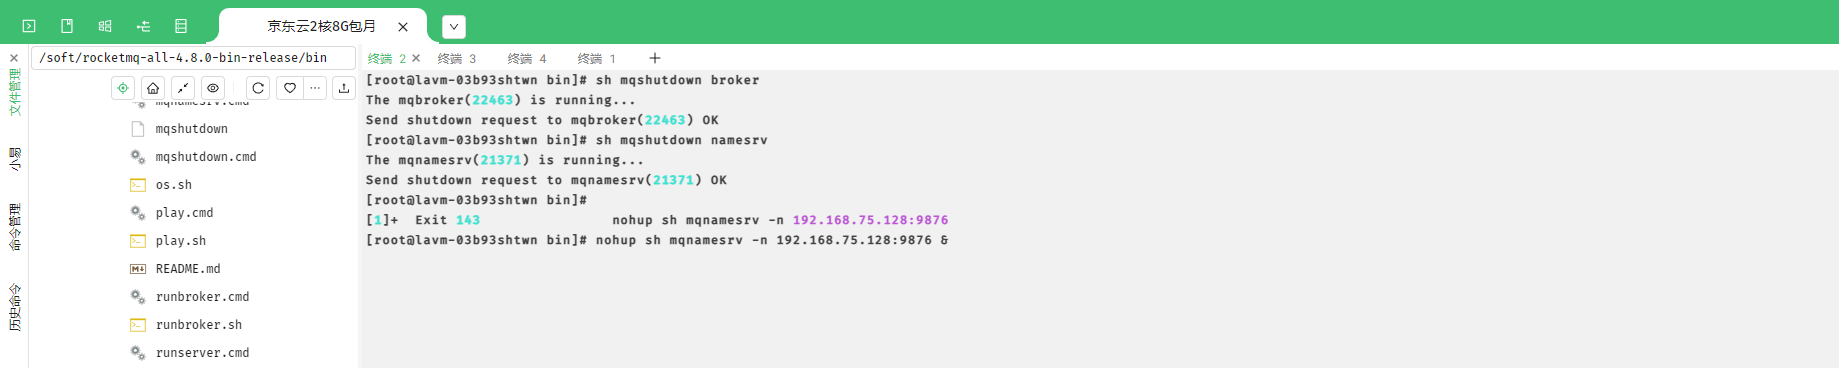 京东云2核8G包月
/soft/rocketmq-all-4.8.0-bin-release/bin
文件管理
小易
命令管理
历史命令
mqnamesrv.cmd
mqshutdown
mqshutdown.cmd
os.sh
play.cmd
play.sh
README.md
runbroker.cmd
runbroker.sh
runserver.cmd
终端 2
终端 3
终端 4
终端 1
[root@lavm-03b93shtwn bin]# sh mqshutdown broker
The mqbroker(22463) is running...
Send shutdown request to mqbroker(22463) OK
[root@lavm-03b93shtwn bin]# sh mqshutdown namesrv
The mqnamesrv(21371) is running...
Send shutdown request to mqnamesrv(21371) OK
[root@lavm-03b93shtwn bin]#
[1]+  Exit 143                nohup sh mqnamesrv -n 192.168.75.128:9876
[root@lavm-03b93shtwn bin]# nohup sh mqnamesrv -n 192.168.75.128:9876 &